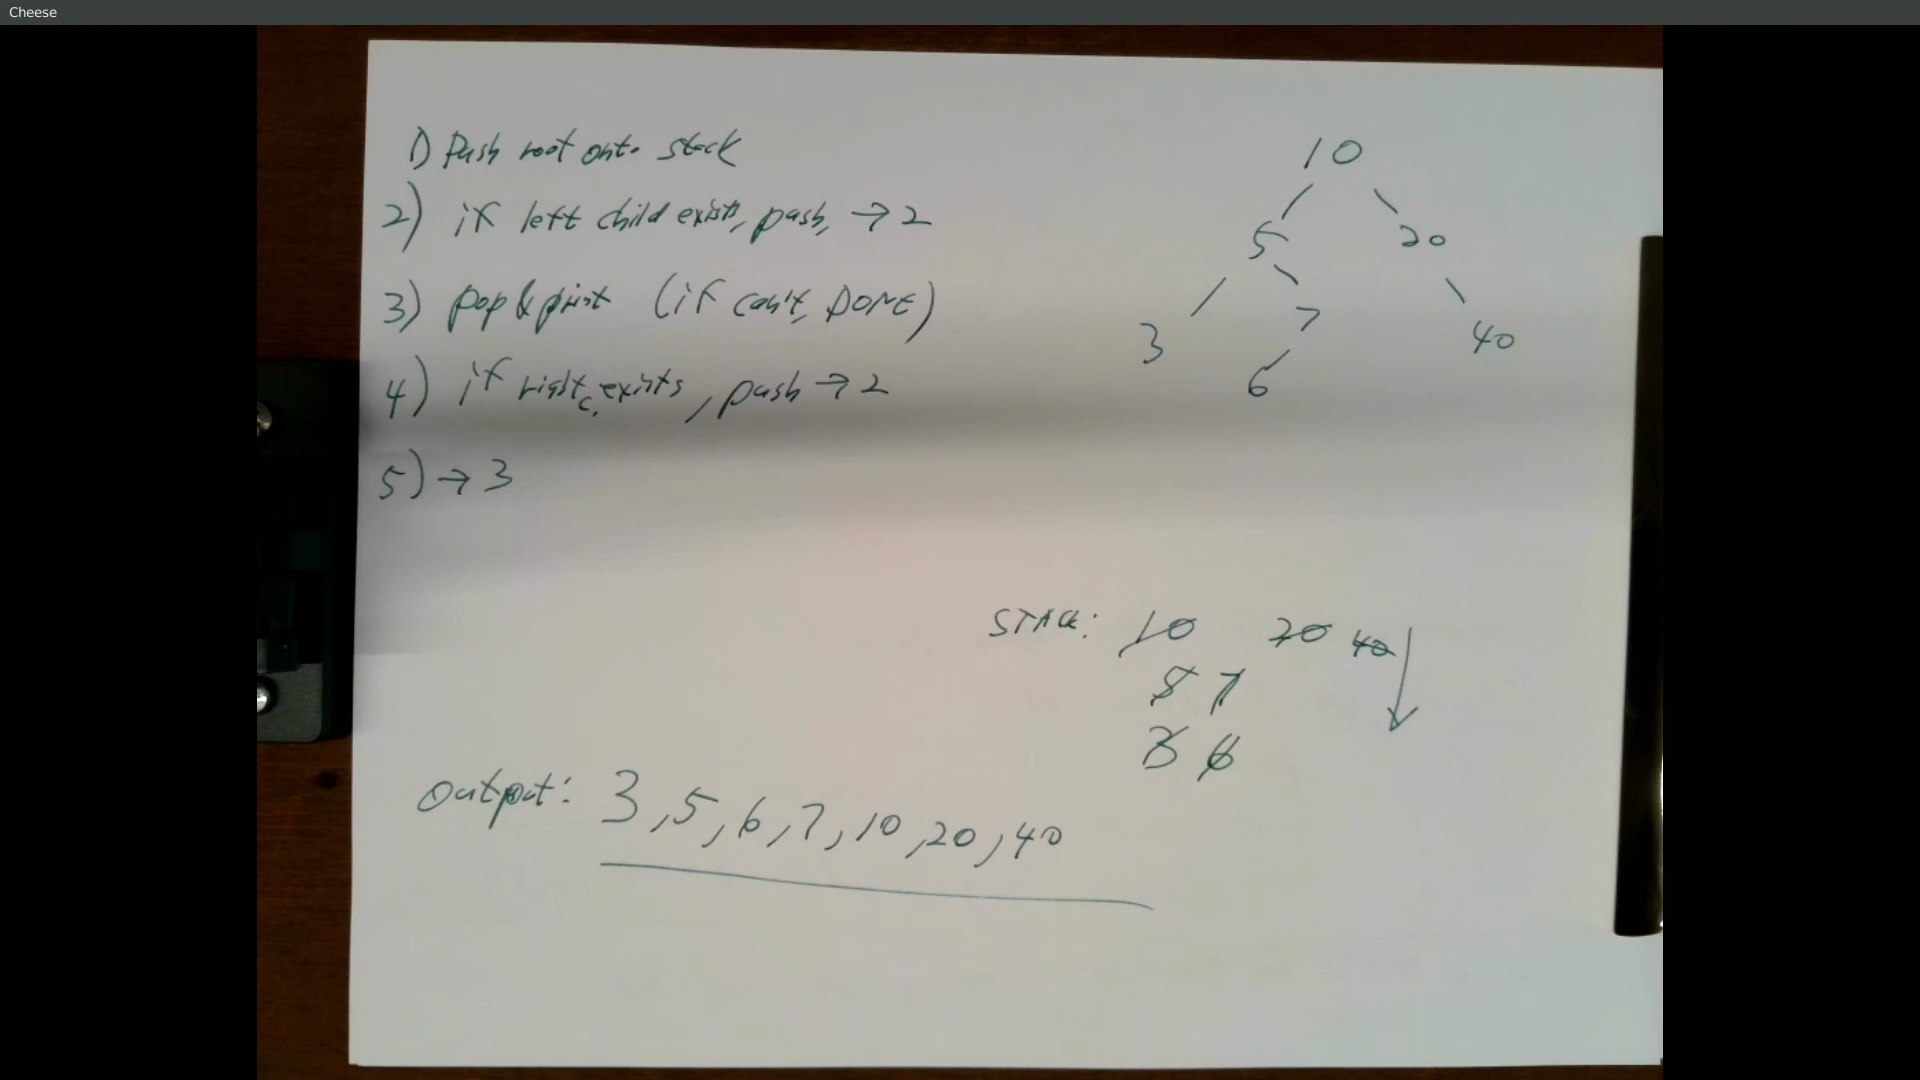 Cheese
1) Push root onto stack
2) if left child exists, push, → 2
3) pop & print (if can't, DONE)
4) if right c. exists, push → 2
5) → 3
10
5 20
3 7 40
6
STACK: 10 20 40
5 7
3 6
Output: 3, 5, 6, 7, 10, 20, 40